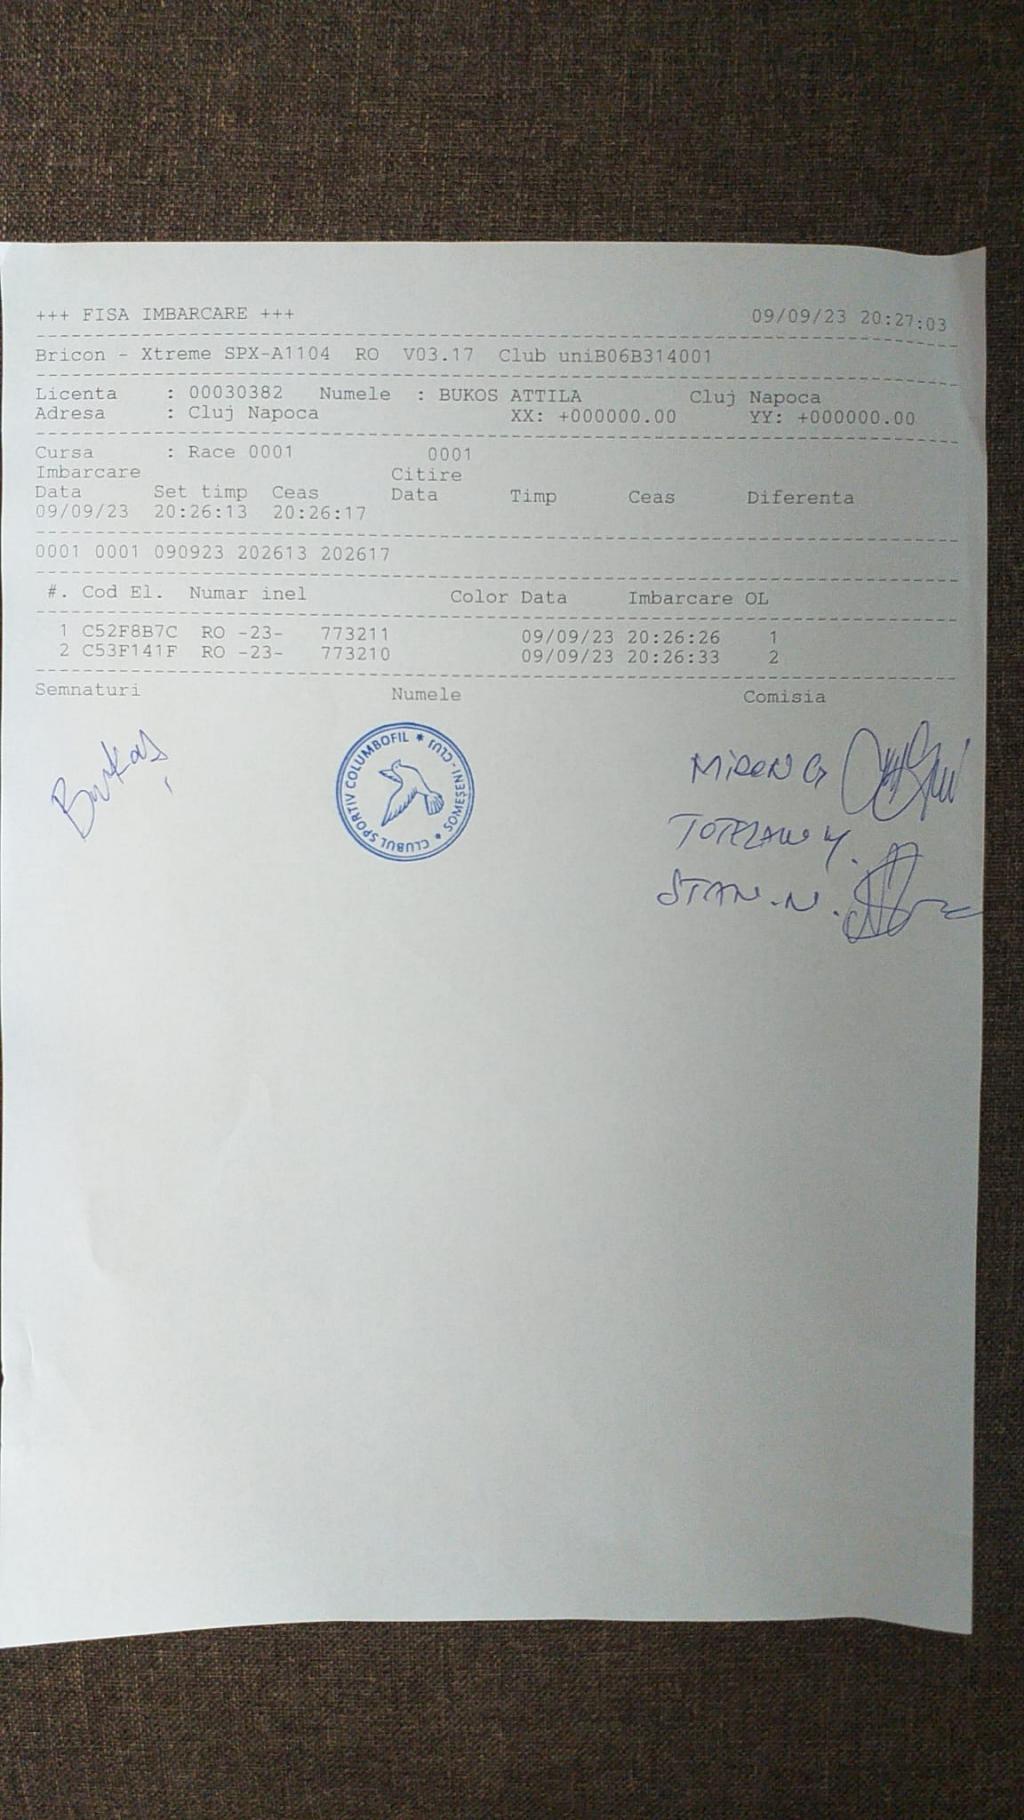 +++ FISA IMBARCARE +++ 09/09/23 20:27:03
Bricon - Xtreme SPX-A1104 RO V03.17 Club uniB06B314001
Licenta : 00030382 Numele : BUKOS ATTILA Cluj Napoca
Adresa : Cluj Napoca XX: +000000.00 YY: +000000.00
Cursa : Race 0001 0001
Imbarcare Citire
Data Set timp Ceas Data Timp Ceas Diferenta
09/09/23 20:26:13 20:26:17
0001 0001 090923 202613 202617
#. Cod El. Numar inel Color Data Imbarcare OL
1 C52F8B7C RO -23- 773211 09/09/23 20:26:26 1
2 C53F141F RO -23- 773210 09/09/23 20:26:33 2
Semnaturi Numele Comisia
Bukos
CLUBUL SPORTIV COLUMBOFIL * SOMEȘENI - CLUJ *
MIRON G
STAN. N.